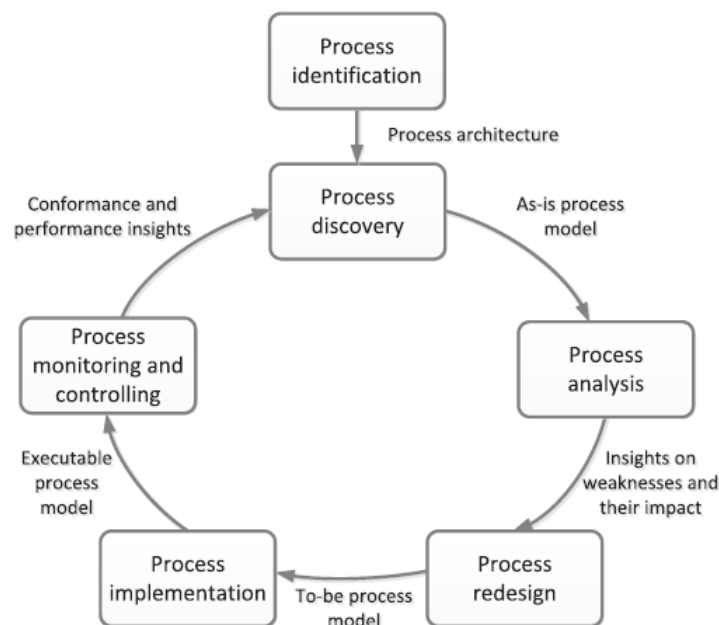 Process
identification
Process architecture
Process
discovery
Conformance and
performance insights
As-is process
model
Process
monitoring and
controlling
Process
analysis
Executable
process
model
Insights on
weaknesses and
their impact
Process
implementation
To-be process
model
Process
redesign